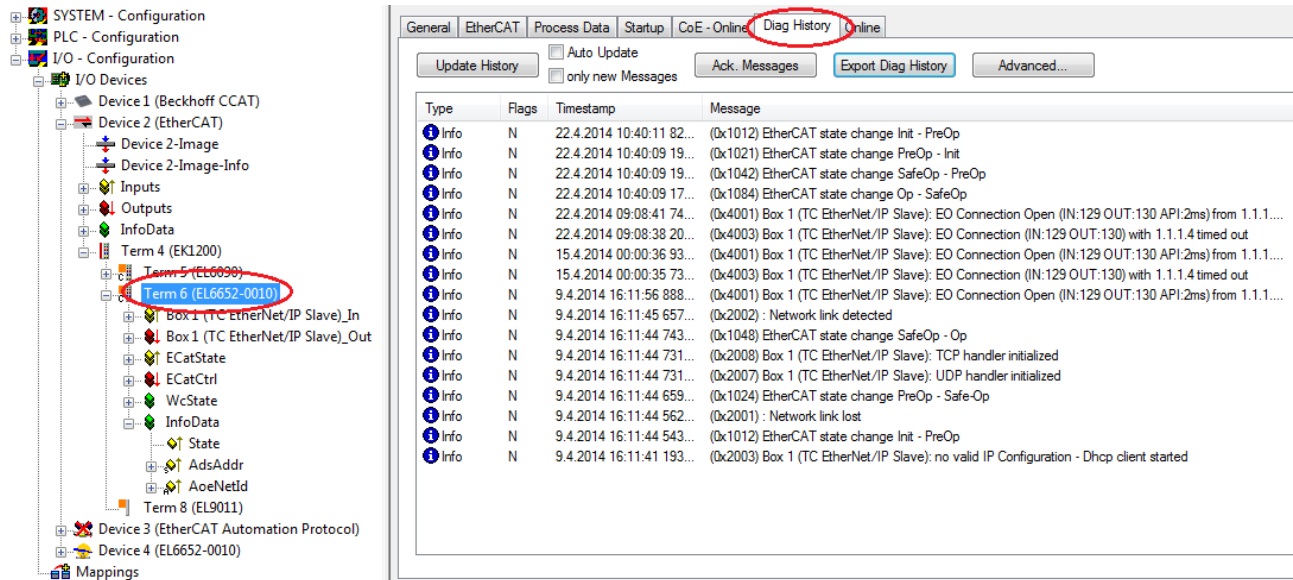 SYSTEM - Configuration
PLC - Configuration
I/O - Configuration
I/O Devices
Device 1 (Beckhoff CCAT)
Device 2 (EtherCAT)
Device 2-Image
Device 2-Image-Info
Inputs
Outputs
InfoData
Term 4 (EK1200)
Term 5 (EL6090)
Term 6 (EL6652-0010)
Box 1 (TC EtherNet/IP Slave)_In
Box 1 (TC EtherNet/IP Slave)_Out
ECatState
ECatCtrl
WcState
InfoData
State
AdsAddr
AoeNetId
Term 8 (EL9011)
Device 3 (EtherCAT Automation Protocol)
Device 4 (EL6652-0010)
Mappings
General EtherCAT Process Data Startup CoE - Online Diag History Online
Update History Auto Update only new Messages Ack. Messages Export Diag History Advanced...
Type Flags Timestamp Message
Info N 22.4.2014 10:40:11 82... (0x1012) EtherCAT state change Init - PreOp
Info N 22.4.2014 10:40:09 19... (0x1021) EtherCAT state change PreOp - Init
Info N 22.4.2014 10:40:09 19... (0x1042) EtherCAT state change SafeOp - PreOp
Info N 22.4.2014 10:40:09 17... (0x1084) EtherCAT state change Op - SafeOp
Info N 22.4.2014 09:08:41 74... (0x4001) Box 1 (TC EtherNet/IP Slave): EO Connection Open (IN:129 OUT:130 API:2ms) from 1.1.1....
Info N 22.4.2014 09:08:38 20... (0x4003) Box 1 (TC EtherNet/IP Slave): EO Connection (IN:129 OUT:130) with 1.1.1.4 timed out
Info N 15.4.2014 00:00:36 93... (0x4001) Box 1 (TC EtherNet/IP Slave): EO Connection Open (IN:129 OUT:130 API:2ms) from 1.1.1....
Info N 15.4.2014 00:00:35 73... (0x4003) Box 1 (TC EtherNet/IP Slave): EO Connection (IN:129 OUT:130) with 1.1.1.4 timed out
Info N 9.4.2014 16:11:56 888... (0x4001) Box 1 (TC EtherNet/IP Slave): EO Connection Open (IN:129 OUT:130 API:2ms) from 1.1.1....
Info N 9.4.2014 16:11:45 657... (0x2002) : Network link detected
Info N 9.4.2014 16:11:44 743... (0x1048) EtherCAT state change SafeOp - Op
Info N 9.4.2014 16:11:44 731... (0x2008) Box 1 (TC EtherNet/IP Slave): TCP handler initialized
Info N 9.4.2014 16:11:44 731... (0x2007) Box 1 (TC EtherNet/IP Slave): UDP handler initialized
Info N 9.4.2014 16:11:44 659... (0x1024) EtherCAT state change PreOp - Safe-Op
Info N 9.4.2014 16:11:44 562... (0x2001) : Network link lost
Info N 9.4.2014 16:11:44 543... (0x1012) EtherCAT state change Init - PreOp
Info N 9.4.2014 16:11:41 193... (0x2003) Box 1 (TC EtherNet/IP Slave): no valid IP Configuration - Dhcp client started